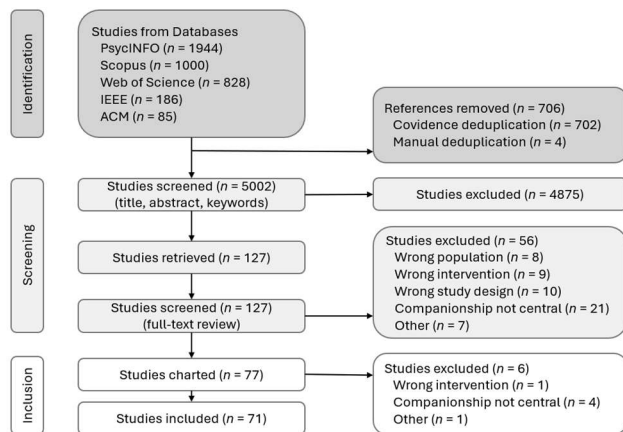 Identification
Studies from Databases
PsycINFO (n = 1944)
Scopus (n = 1000)
Web of Science (n = 828)
IEEE (n = 186)
ACM (n = 85)
References removed (n = 706)
Covidence deduplication (n = 702)
Manual deduplication (n = 4)
Screening
Studies screened (n = 5002)
(title, abstract, keywords)
Studies excluded (n = 4875)
Studies retrieved (n = 127)
Studies screened (n = 127)
(full-text review)
Studies excluded (n = 56)
Wrong population (n = 8)
Wrong intervention (n = 9)
Wrong study design (n = 10)
Companionship not central (n = 21)
Other (n = 7)
Inclusion
Studies charted (n = 77)
Studies excluded (n = 6)
Wrong intervention (n = 1)
Companionship not central (n = 4)
Other (n = 1)
Studies included (n = 71)